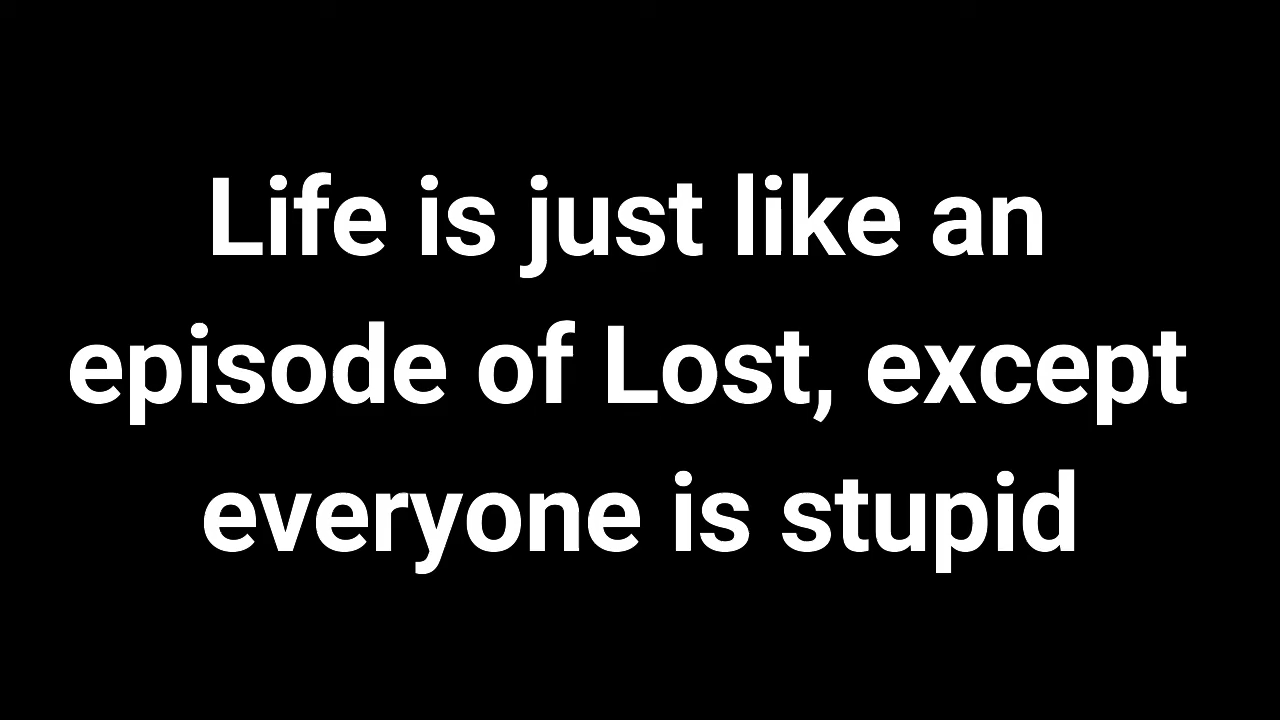 Life is just like an
episode of Lost, except
everyone is stupid